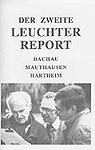 DER ZWEITE
LEUCHTER
REPORT
DACHAU
MAUTHAUSEN
HARTHEIM